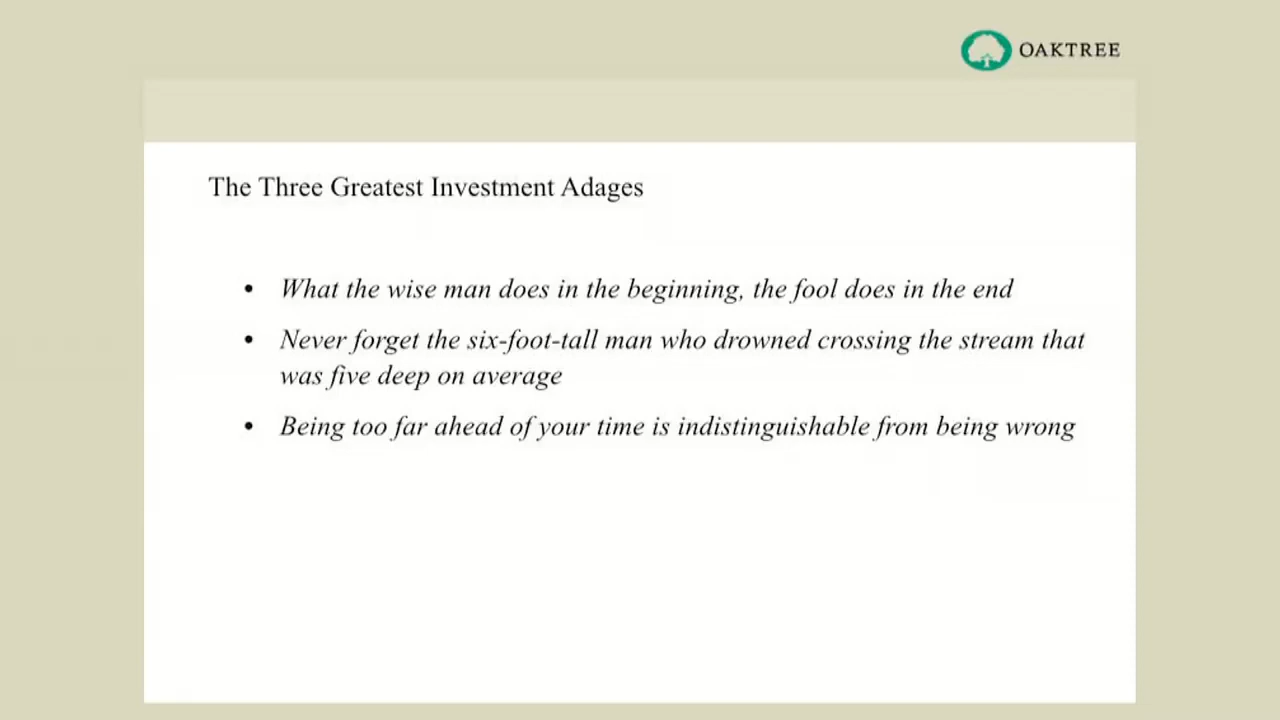 OAKTREE
The Three Greatest Investment Adages
• What the wise man does in the beginning, the fool does in the end
• Never forget the six-foot-tall man who drowned crossing the stream that
was five deep on average
• Being too far ahead of your time is indistinguishable from being wrong